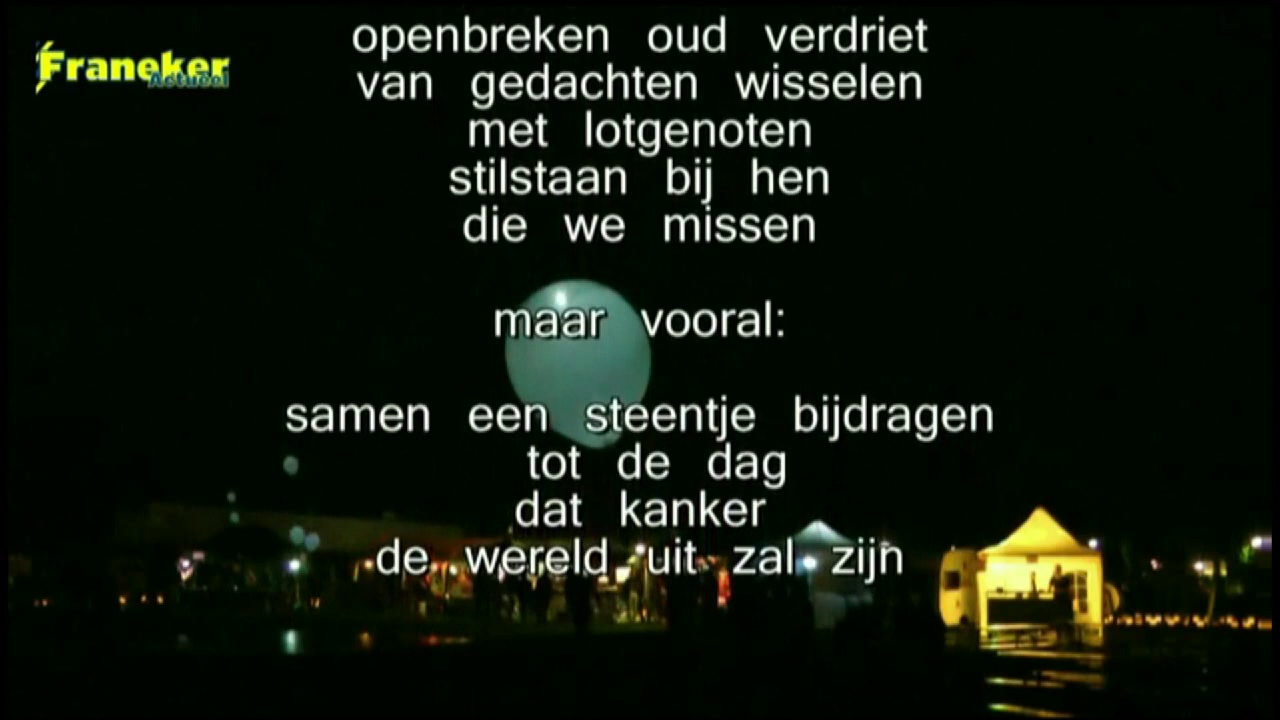 openbreken oud verdriet
Franeker
Actueel
van gedachten wisselen
met lotgenoten
stilstaan bij hen
die we missen
maar vooral:
samen een steentje bijdragen
tot de dag
dat kanker
de wereld uit zal zijn